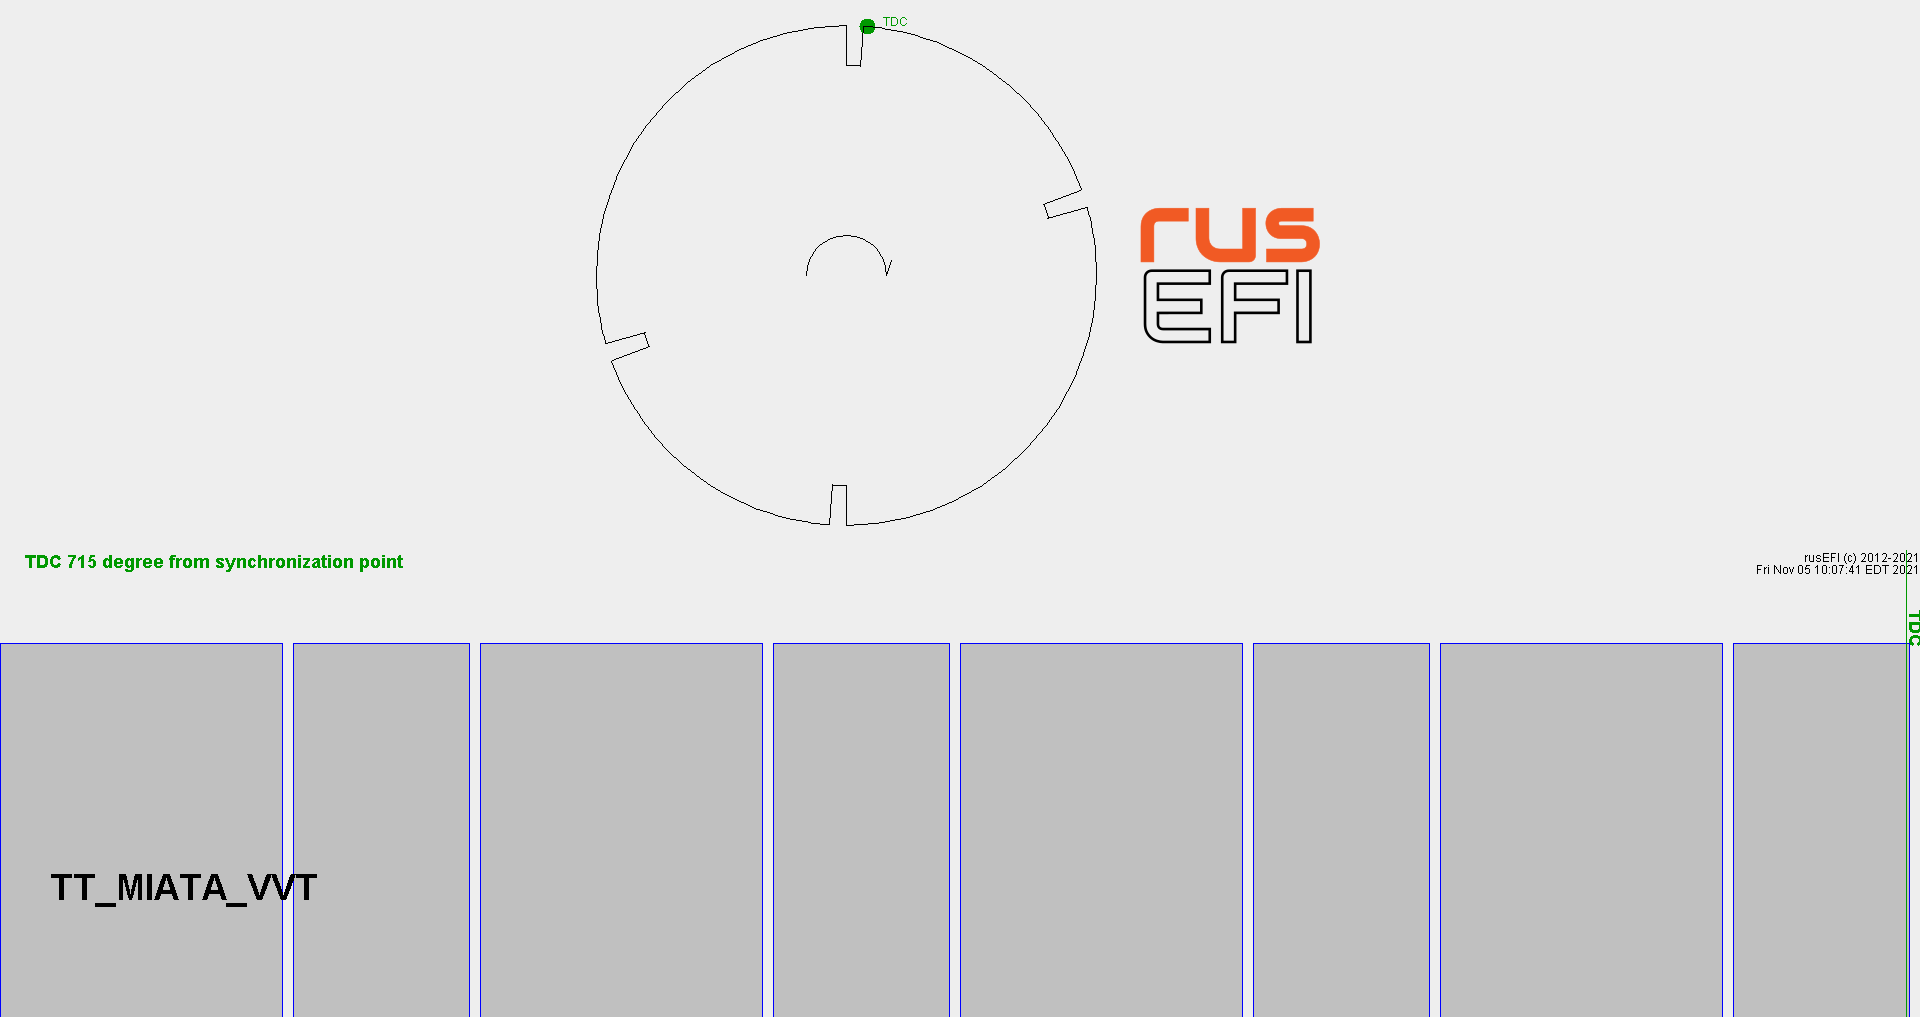 TDC
rus
EFI
TDC 715 degree from synchronization point
rusEFI (c) 2012-2021
Fri Nov 05 10:07:41 EDT 2021
TDC
TT_MIATA_VVT